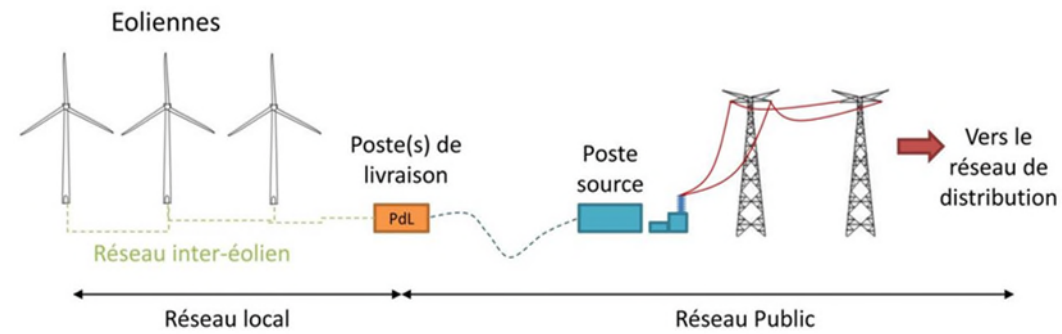 Eoliennes
Poste(s) de
livraison
PdL
Poste
source
Vers le
réseau de
distribution
Réseau inter-éolien
Réseau local
Réseau Public